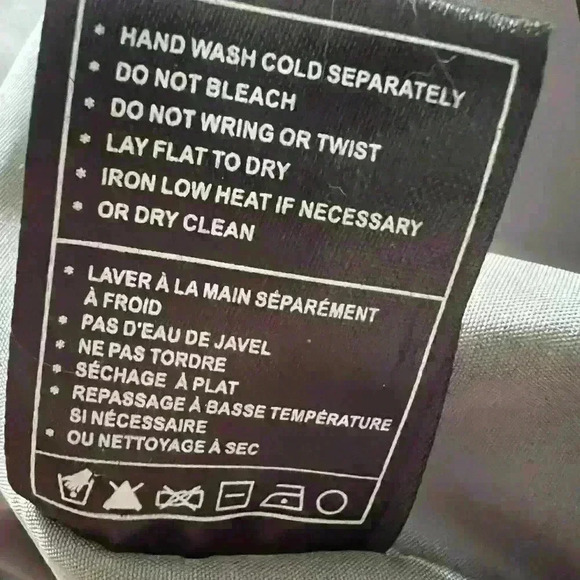 * HAND WASH COLD SEPARATELY
* DO NOT BLEACH
* DO NOT WRING OR TWIST
* LAY FLAT TO DRY
* IRON LOW HEAT IF NECESSARY
* OR DRY CLEAN
* LAVER À LA MAIN SÉPARÉMENT
À FROID
* PAS D'EAU DE JAVEL
* NE PAS TORDRE
* SÉCHAGE À PLAT
* REPASSAGE À BASSE TEMPÉRATURE
SI NÉCESSAIRE
* OU NETTOYAGE À SEC